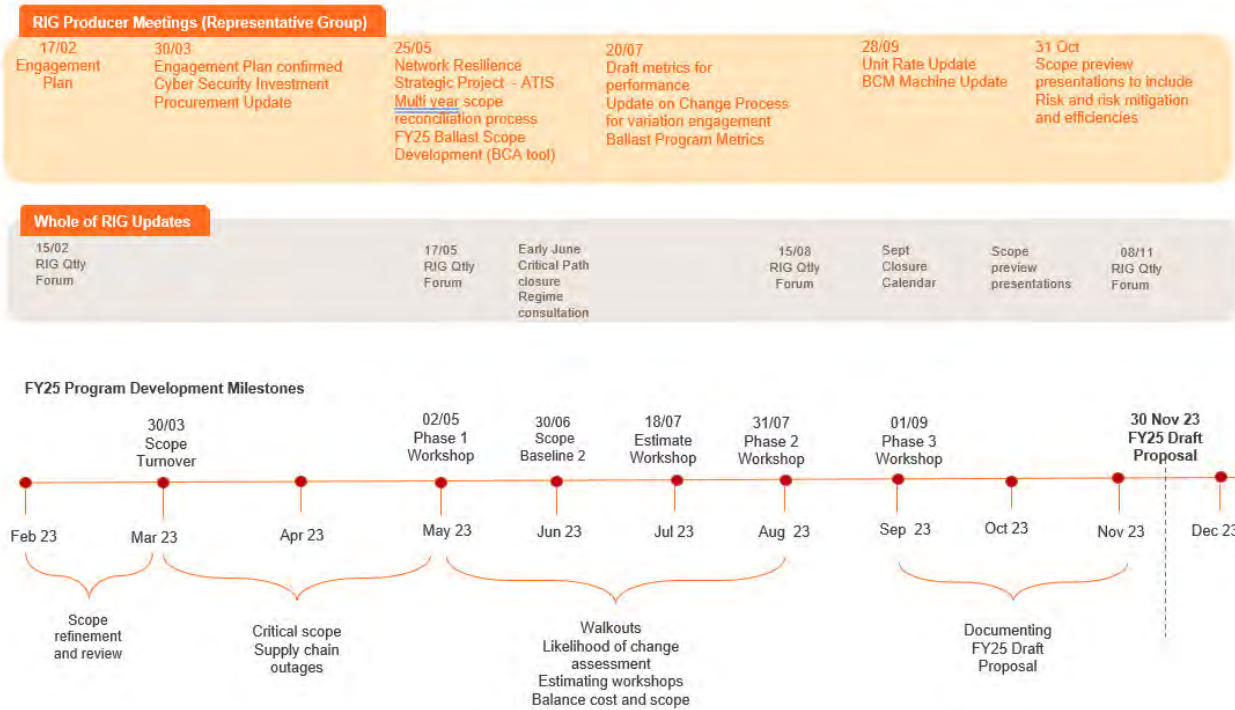 RIG Producer Meetings (Representative Group)
17/02
Engagement
Plan
30/03
Engagement Plan confirmed
Cyber Security Investment
Procurement Update
25/05
Network Resilience
Strategic Project - ATIS
Multi year scope
reconciliation process
FY25 Ballast Scope
Development (BCA tool)
20/07
Draft metrics for
performance
Update on Change Process
for variation engagement
Ballast Program Metrics
28/09
Unit Rate Update
BCM Machine Update
31 Oct
Scope preview
presentations to include
Risk and risk mitigation
and efficiencies
Whole of RIG Updates
15/02
RIG Qtly
Forum
17/05
RIG Qtly
Forum
Early June
Critical Path
closure
Regime
consultation
15/08
RIG Qtly
Forum
Sept
Closure
Calendar
Scope
preview
presentations
08/11
RIG Qtly
Forum
FY25 Program Development Milestones
30/03
Scope
Turnover
02/05
Phase 1
Workshop
30/06
Scope
Baseline 2
18/07
Estimate
Workshop
31/07
Phase 2
Workshop
01/09
Phase 3
Workshop
30 Nov 23
FY25 Draft
Proposal
Feb 23
Mar 23
Apr 23
May 23
Jun 23
Jul 23
Aug 23
Sep 23
Oct 23
Nov 23
Dec 23
Scope
refinement
and review
Critical scope
Supply chain
outages
Walkouts
Likelihood of change
assessment
Estimating workshops
Balance cost and scope
Documenting
FY25 Draft
Proposal